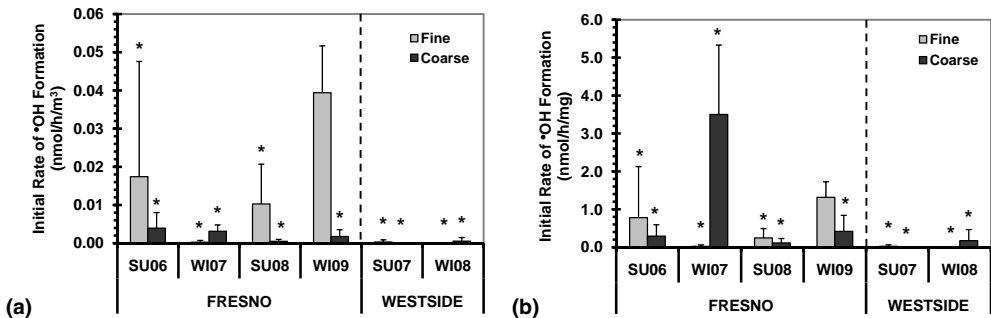 (a)
Initial Rate of •OH Formation
(nmol/h/m³)
0.06
0.05
0.04
0.03
0.02
0.01
0.00
Fine
Coarse
* * * * * * * * * * *
SU06 WI07 SU08 WI09 SU07 WI08
FRESNO WESTSIDE
(b)
Initial Rate of •OH Formation
(nmol/h/mg)
6.0
5.0
4.0
3.0
2.0
1.0
0.0
Fine
Coarse
* * * * * * * * * * *
SU06 WI07 SU08 WI09 SU07 WI08
FRESNO WESTSIDE